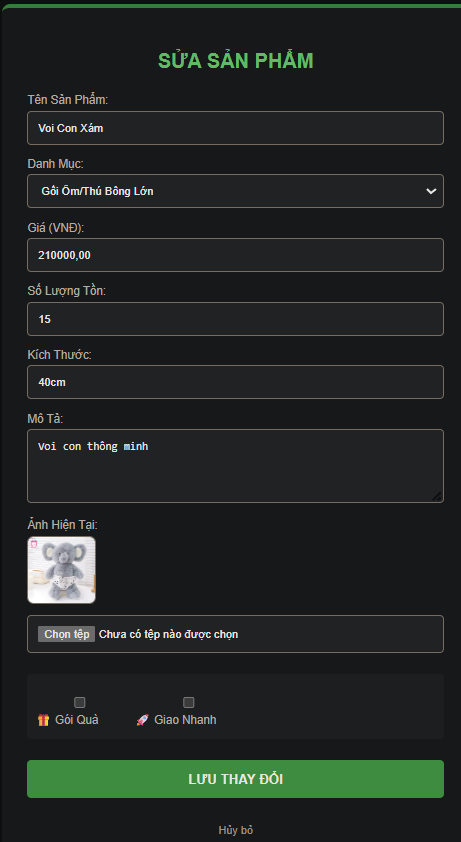 SỬA SẢN PHẨM
Tên Sản Phẩm:
Voi Con Xám
Danh Mục:
Gối Ôm/Thú Bông Lớn
Giá (VNĐ):
210000,00
Số Lượng Tồn:
15
Kích Thước:
40cm
Mô Tả:
Voi con thông minh
Ảnh Hiện Tại:
Chọn tệp Chưa có tệp nào được chọn
🎁 Gói Quà 🚀 Giao Nhanh
LƯU THAY ĐỔI
Hủy bỏ